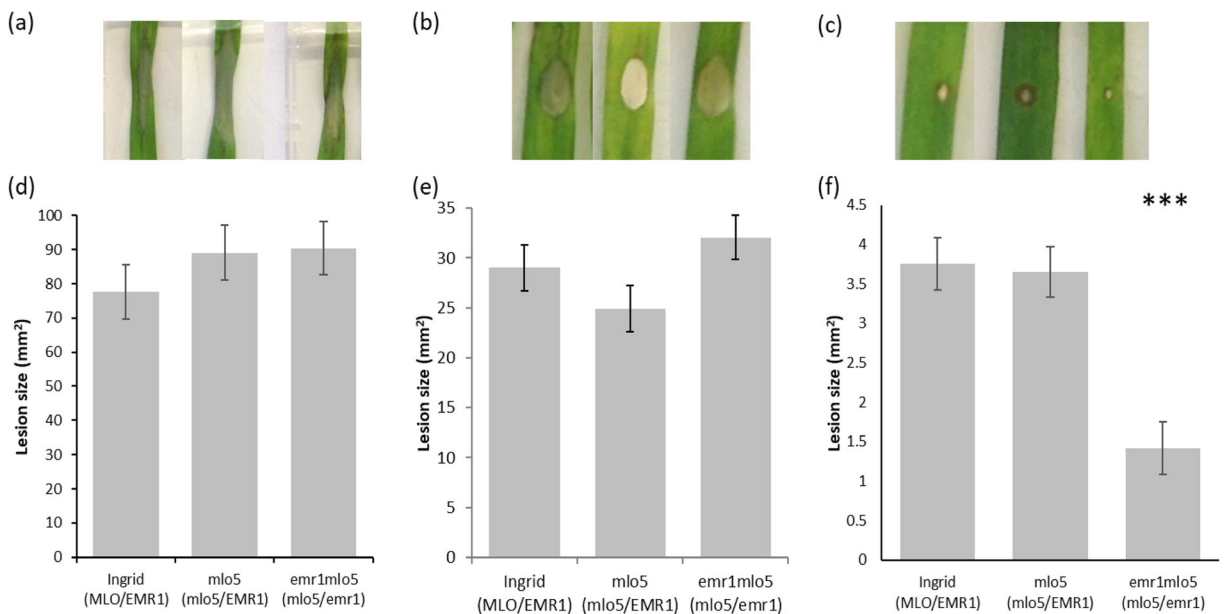 (a)
(b)
(c)
(d)
100
90
80
70
60
50
40
30
20
10
0
Lesion size (mm²)
Ingrid
(MLO/EMR1)
mlo5
(mlo5/EMR1)
emr1mlo5
(mlo5/emr1)
(e)
35
30
25
20
15
10
5
0
Lesion size (mm²)
Ingrid
(MLO/EMR1)
mlo5
(mlo5/EMR1)
emr1mlo5
(mlo5/emr1)
(f)
***
4.5
4
3.5
3
2.5
2
1.5
1
0.5
0
Lesion size (mm²)
Ingrid
(MLO/EMR1)
mlo5
(mlo5/EMR1)
emr1mlo5
(mlo5/emr1)